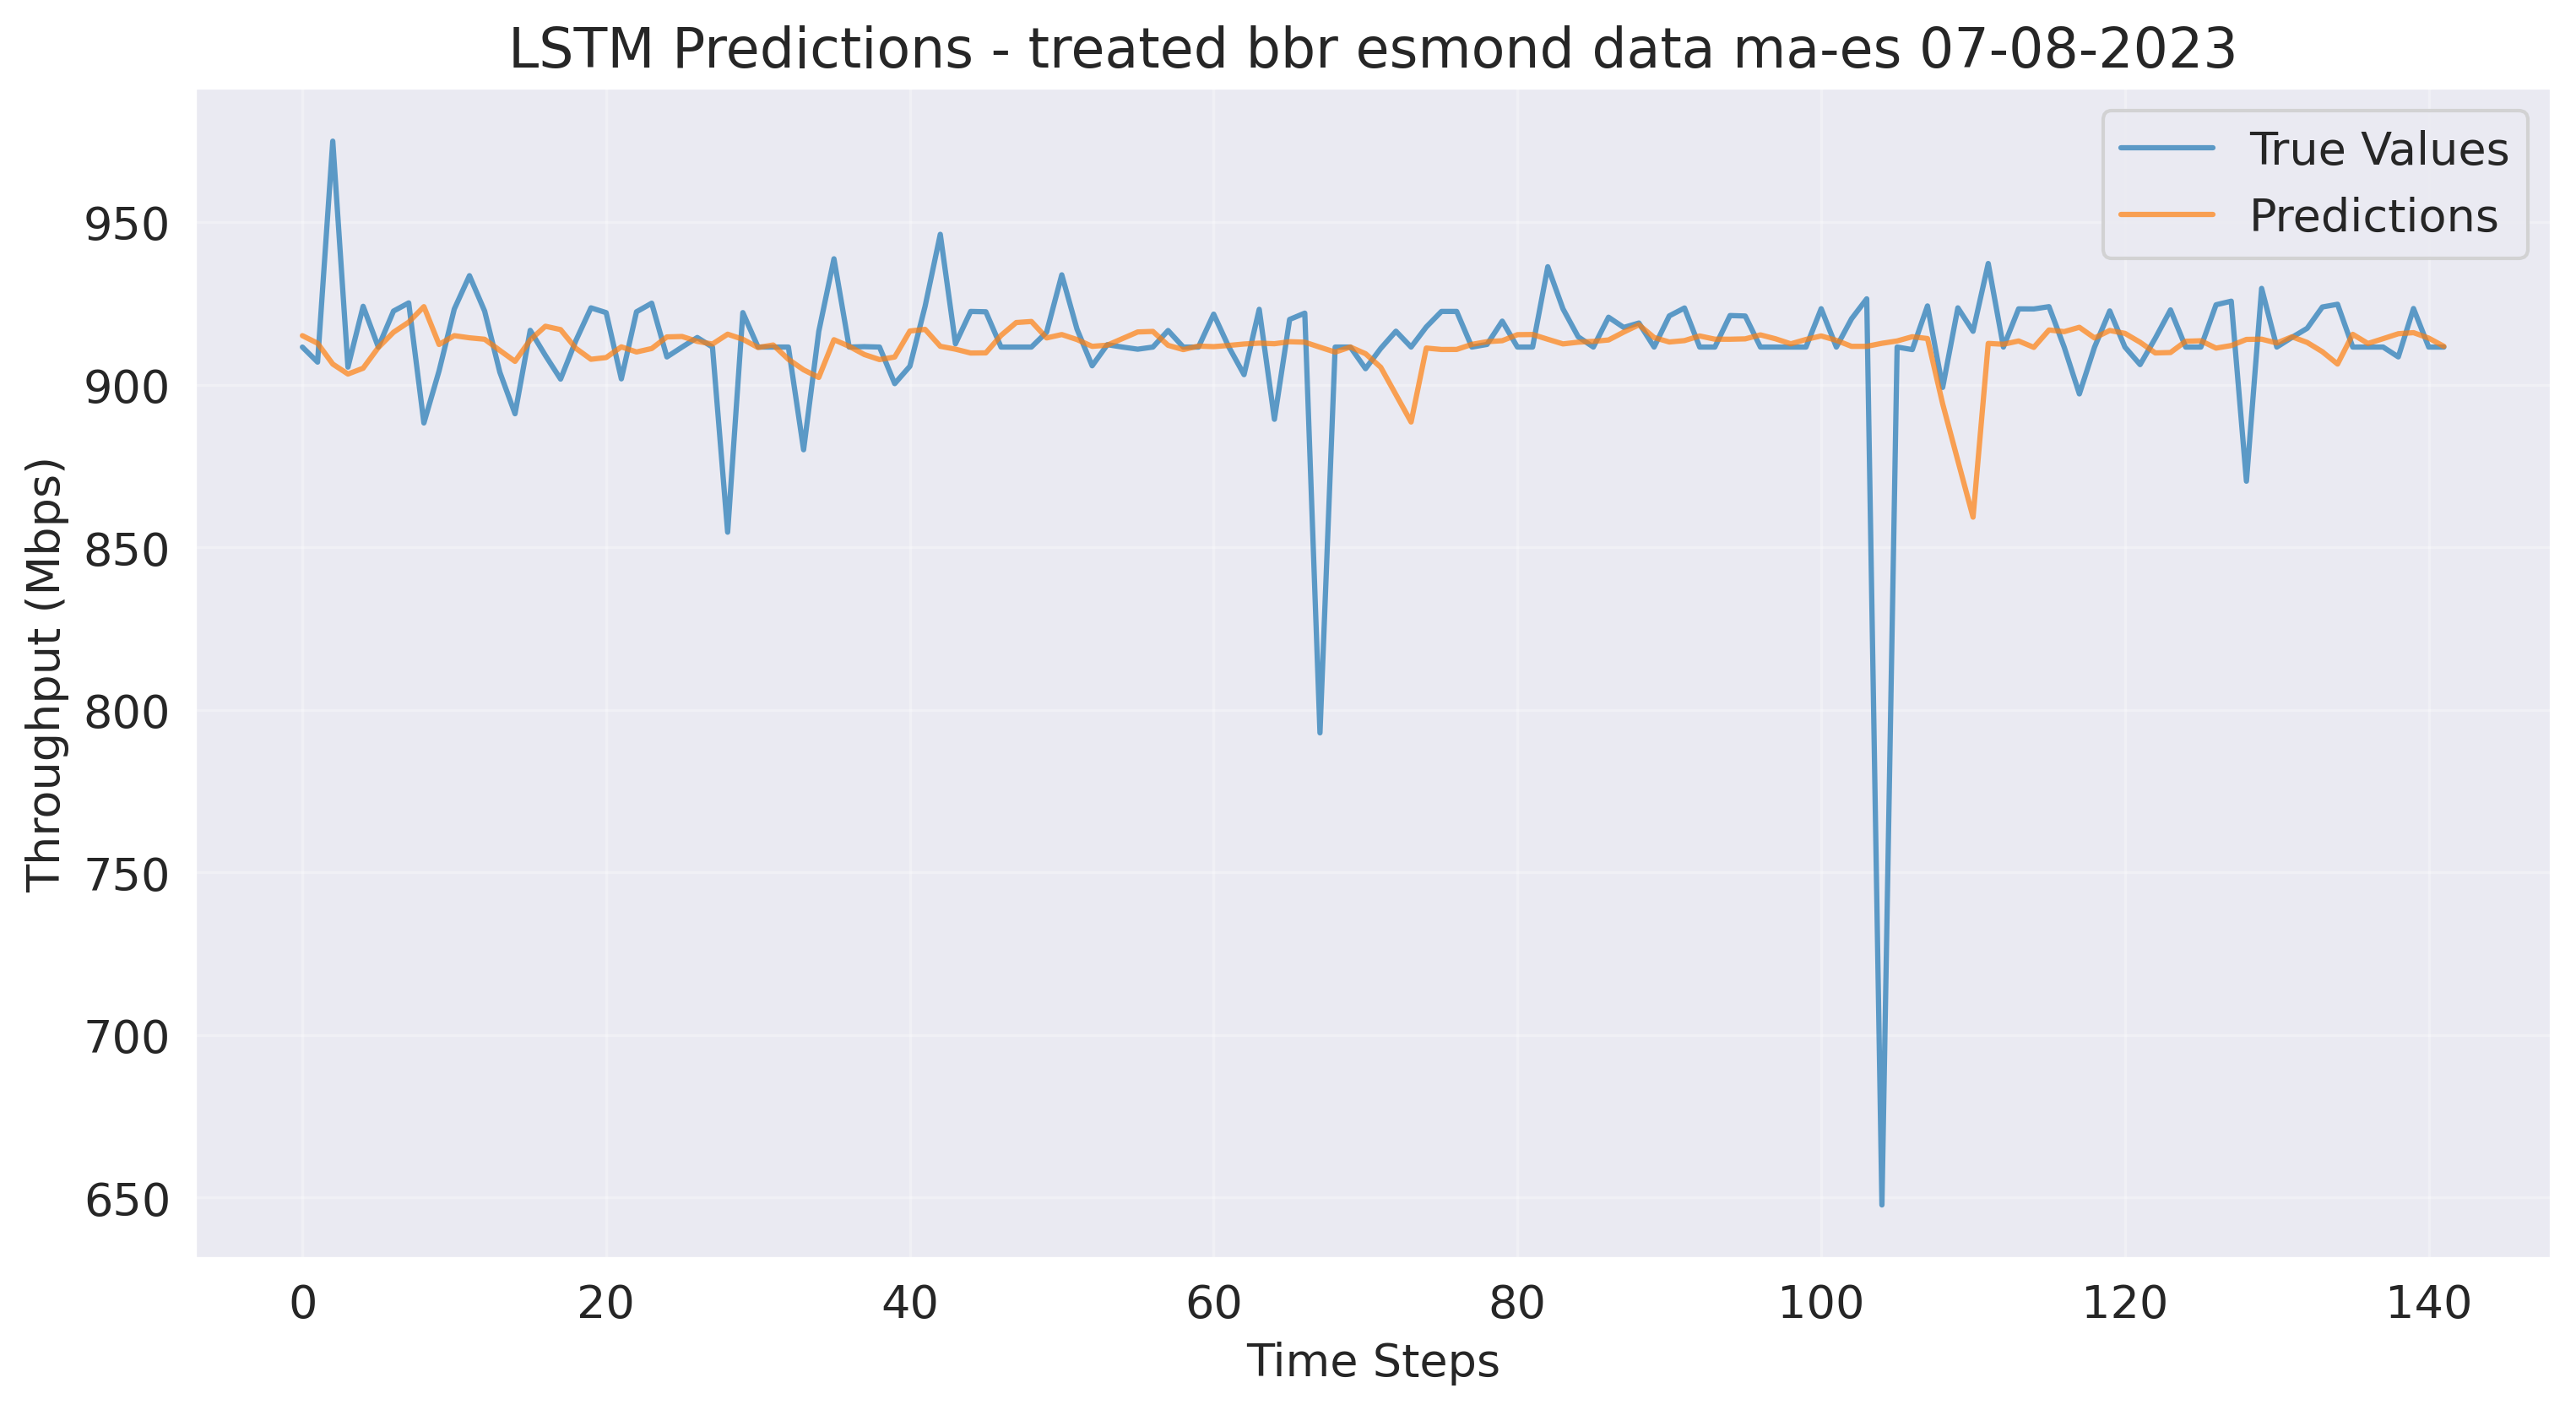 LSTM Predictions - treated bbr esmond data ma-es 07-08-2023
True Values
Predictions
Throughput (Mbps)
950
900
850
800
750
700
650
0 20 40 60 80 100 120 140
Time Steps